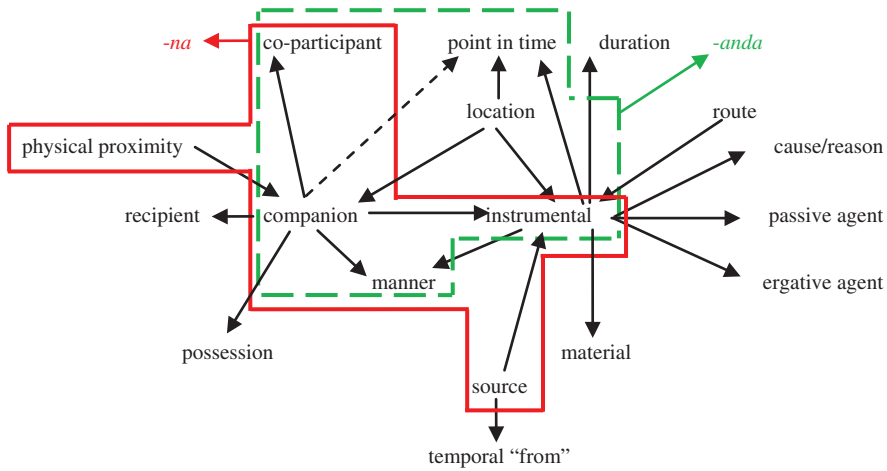 -na
co-participant
point in time
duration
-anda
location
route
physical proximity
cause/reason
recipient
companion
instrumental
passive agent
manner
ergative agent
possession
material
source
temporal “from”